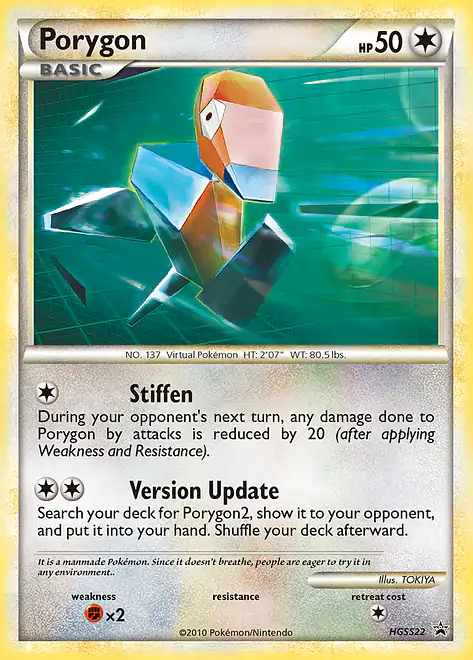 Porygon
HP 50
BASIC
NO. 137 Virtual Pokémon HT: 2'07" WT: 80.5 lbs.
Stiffen
During your opponent's next turn, any damage done to
Porygon by attacks is reduced by 20 (after applying
Weakness and Resistance).
Version Update
Search your deck for Porygon2, show it to your opponent,
and put it into your hand. Shuffle your deck afterward.
It is a manmade Pokémon. Since it doesn't breathe, people are eager to try it in
any environment..
Illus. TOKIYA
weakness resistance retreat cost
×2
©2010 Pokémon/Nintendo
HGSS22